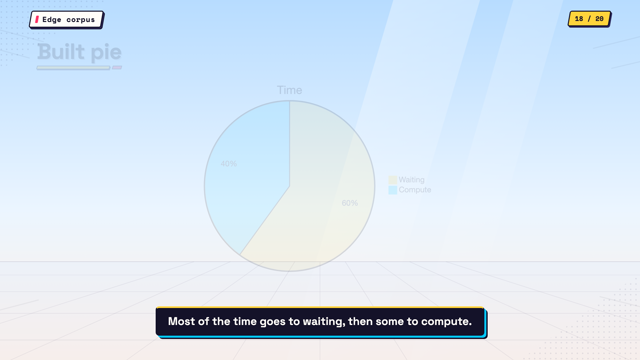 Edge corpus
18 / 20
Built pie
Time
40%
60%
Waiting
Compute
Most of the time goes to waiting, then some to compute.